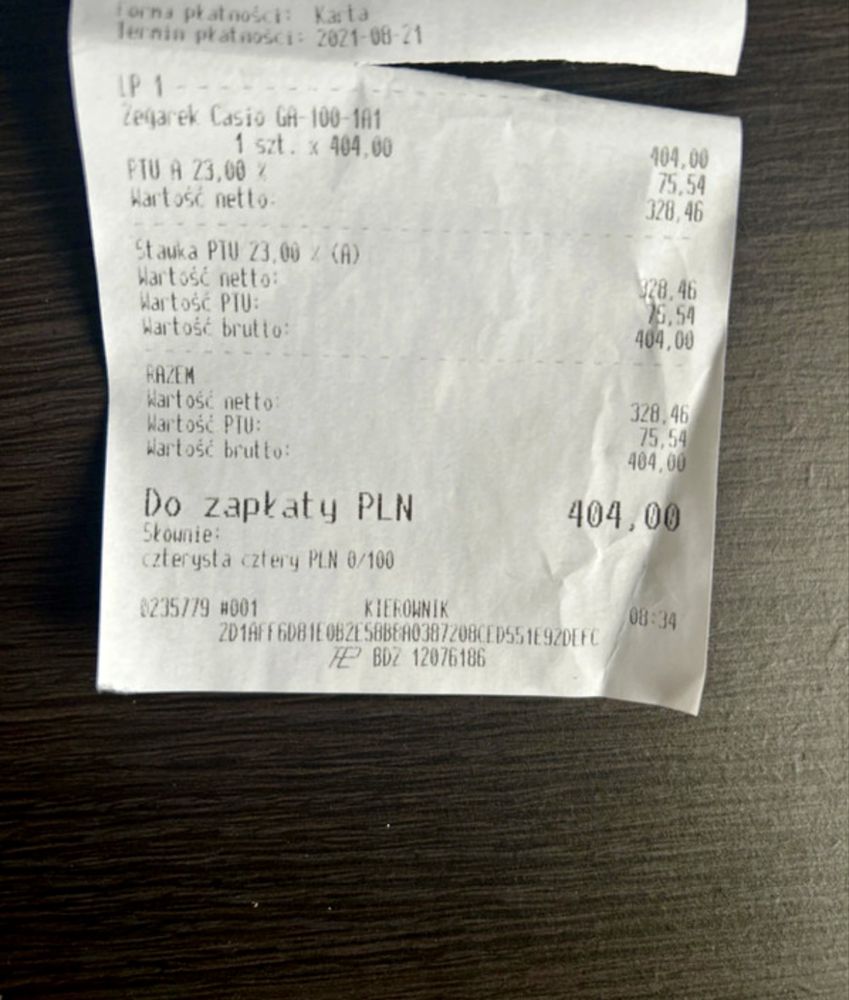 Forma płatności: Karta
Termin płatności: 2021-08-21
LP 1
Zegarek Casio GA-100-1A1
1 szt. x 404,00 404,00
PTU A 23,00 % 75,54
Wartość netto: 328,46
Stawka PTU 23,00 % (A)
Wartość netto: 328,46
Wartość PTU: 75,54
Wartość brutto: 404,00
RAZEM
Wartość netto: 328,46
Wartość PTU: 75,54
Wartość brutto: 404,00
Do zapłaty PLN 404,00
Słownie:
czterysta cztery PLN 0/100
0235779 #001 KIEROWNIK 08:34
BDZ 12076186